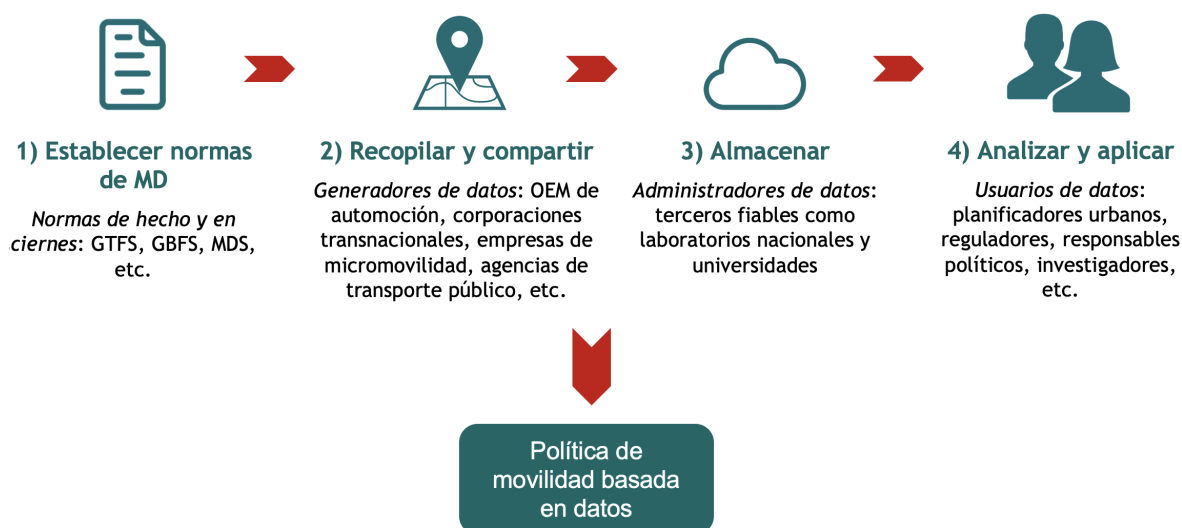 1) Establecer normas
de MD
Normas de hecho y en
ciernes: GTFS, GBFS, MDS,
etc.
2) Recopilar y compartir
Generadores de datos: OEM de
automoción, corporaciones
transnacionales, empresas de
micromovilidad, agencias de
transporte público, etc.
3) Almacenar
Administradores de datos:
terceros fiables como
laboratorios nacionales y
universidades
4) Analizar y aplicar
Usuarios de datos:
planificadores urbanos,
reguladores, responsables
políticos, investigadores,
etc.
Política de
movilidad basada
en datos